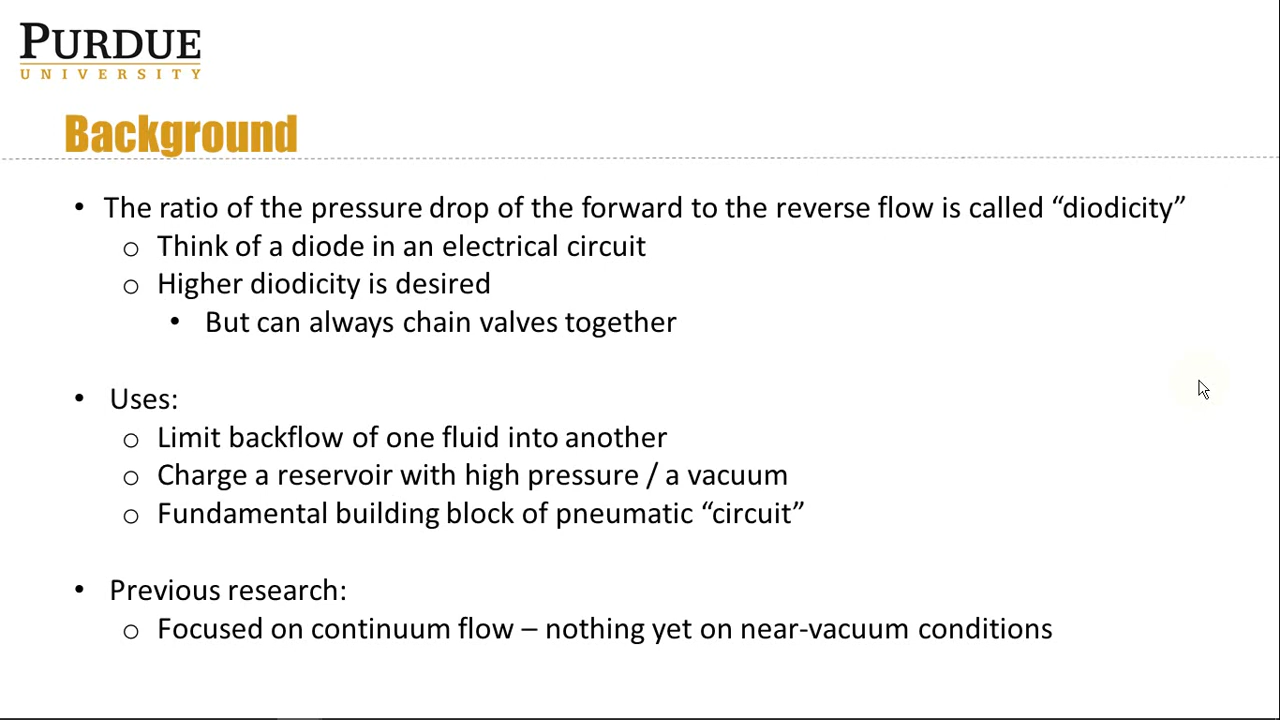 PURDUE
UNIVERSITY
Background
• The ratio of the pressure drop of the forward to the reverse flow is called “diodicity”
o Think of a diode in an electrical circuit
o Higher diodicity is desired
• But can always chain valves together
• Uses:
o Limit backflow of one fluid into another
o Charge a reservoir with high pressure / a vacuum
o Fundamental building block of pneumatic “circuit”
• Previous research:
o Focused on continuum flow – nothing yet on near-vacuum conditions